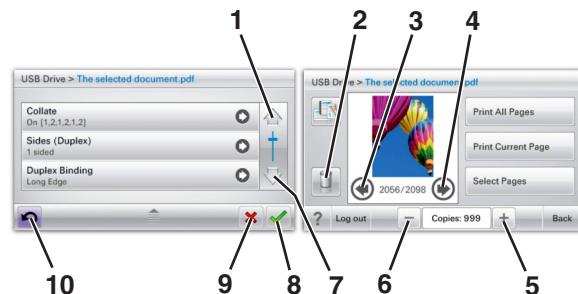 1
2
3
4
USB Drive > The selected document.pdf
Collate
On [1,2,1,2,1,2]
Sides (Duplex)
1 sided
Duplex Binding
Long Edge
USB Drive > The selected document.pdf
Print All Pages
Print Current Page
Select Pages
2056/2098
? Log out
Copies: 999
Back
10
9
8
7
6
5